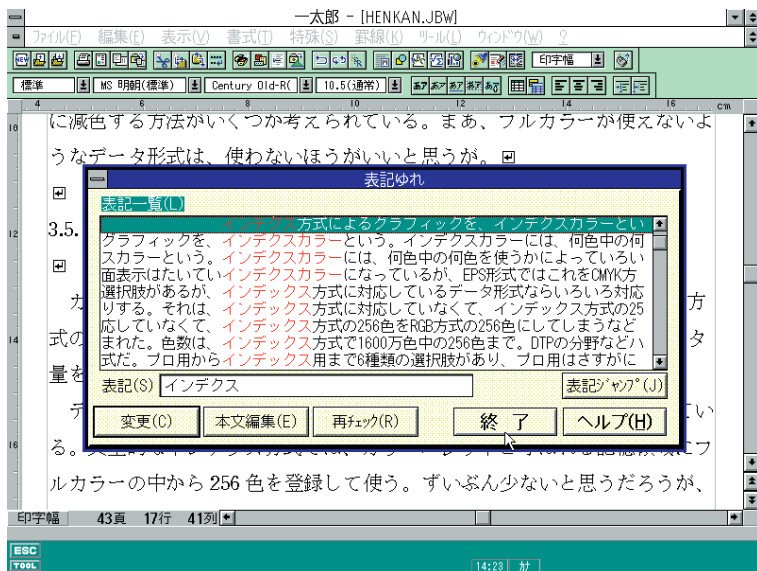 一太郎 - [HENKAN.JBW]
ファイル(F) 編集(E) 表示(V) 書式(T) 特殊(S) 罫線(K) ツール(L) ウィンドウ(W) ?
印字幅
標準 MS 明朝(標準) Century Old-R( 10.5(通常)
4 6 8 10 12 14 16 cm
10
に減色する方法がいくつか考えられている。まあ、フルカラーが使えないよ
うなデータ形式は、使わないほうがいいと思うが。
表記ゆれ
表記一覧(L)
12
3.5.
インデクス方式によるグラフィックを、インデクスカラーとい
グラフィックを、インデクスカラーという。インデクスカラーには、何色中の何
スカラーという。インデクスカラーには、何色中の何色を使うかによっていろい
面表示はたいていインデクスカラーになっているが、EPS形式ではこれをCMYK方
選択肢があるが、インデックス方式に対応しているデータ形式ならいろいろ対応
りする。それは、インデックス方式に対応していなくて、インデックス方式の25
応していなくて、インデックス方式の256色をRGB方式の256色にしてしまうなど
まれた。色数は、インデックス方式で1600万色中の256色まで。DTPの分野などハ
式だ。プロ用からインデックス用まで6種類の選択肢があり、プロ用はさすがに
カ 方
14
式の タ
量を
表記(S) インデクス 表記ジャンプ(J)
変更(C) 本文編集(E) 再チェック(R) 終 了 ヘルプ(H)
デ い
16
る。
フ
ルカラーの中から 256 色を登録して使う。ずいぶん少ないと思うだろうが、
印字幅 43頁 17行 41列
ESC
TOOL
14:23 カナ